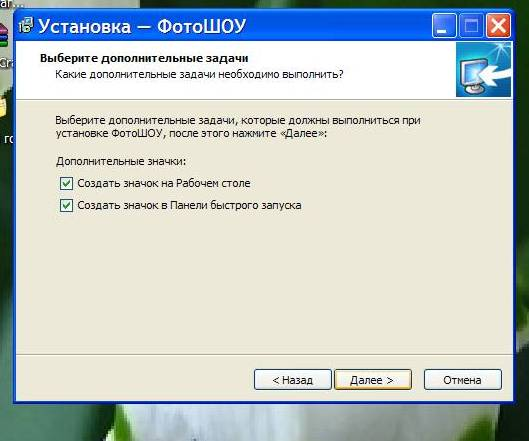 ar...
Установка — ФотоШОУ
Выберите дополнительные задачи
Какие дополнительные задачи необходимо выполнить?
Выберите дополнительные задачи, которые должны выполниться при
установке ФотоШОУ, после этого нажмите «Далее»:
Дополнительные значки:
Создать значок на Рабочем столе
Создать значок в Панели быстрого запуска
< Назад
Далее >
Отмена